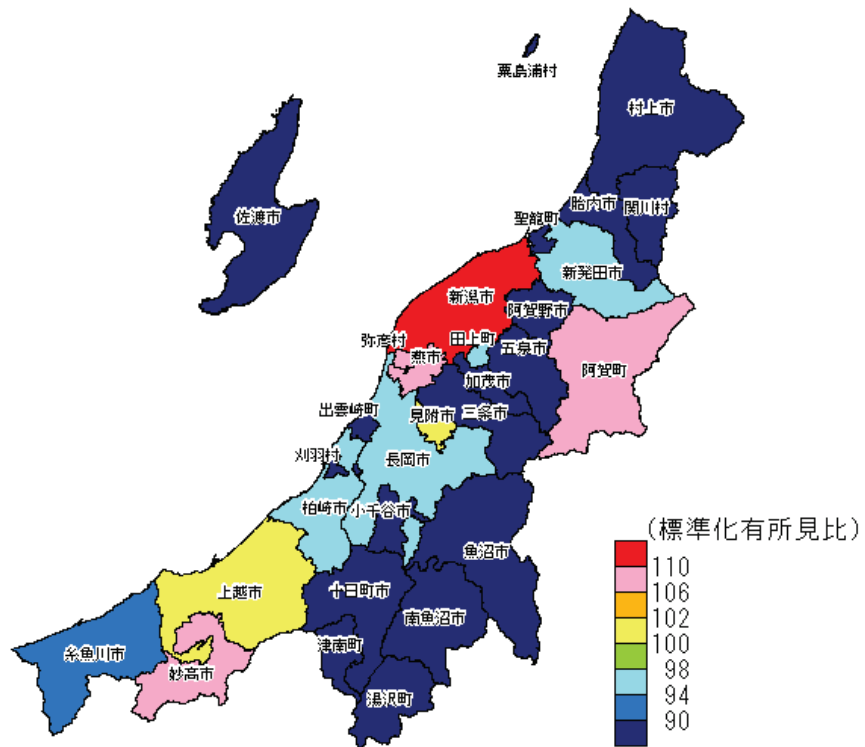 粟島浦村
村上市
佐渡市
胎内市
関川村
聖籠町
新発田市
新潟市
阿賀野市
弥彦村
田上町
五泉市
燕市
阿賀町
加茂市
出雲崎町
見附市
三条市
刈羽村
長岡市
柏崎市
小千谷市
魚沼市
(標準化有所見比)
110
106
102
100
98
94
90
上越市
十日町市
南魚沼市
津南町
糸魚川市
妙高市
湯沢町